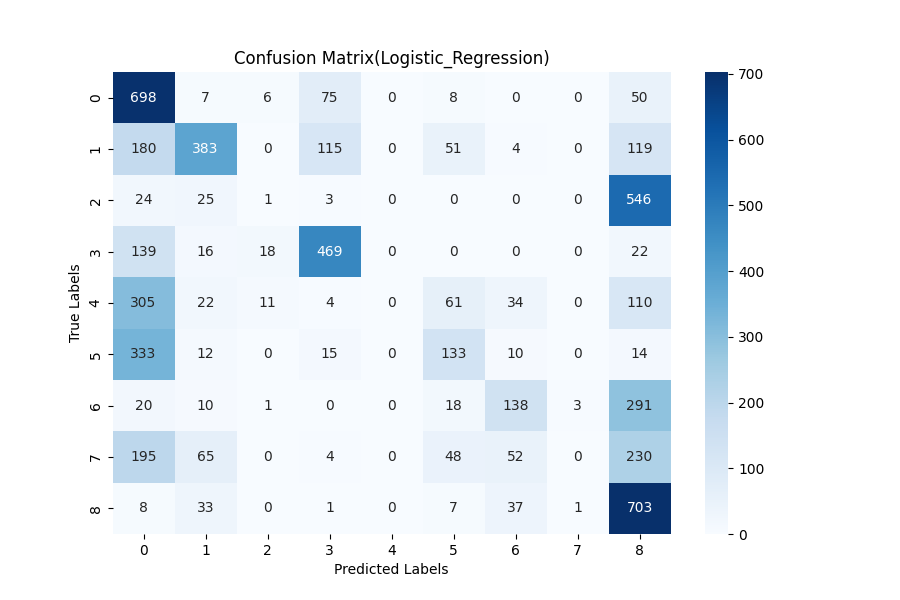 Confusion Matrix(Logistic_Regression)
True Labels
0 698 7 6 75 0 8 0 0 50
1 180 383 0 115 0 51 4 0 119
2 24 25 1 3 0 0 0 0 546
3 139 16 18 469 0 0 0 0 22
4 305 22 11 4 0 61 34 0 110
5 333 12 0 15 0 133 10 0 14
6 20 10 1 0 0 18 138 3 291
7 195 65 0 4 0 48 52 0 230
8 8 33 0 1 0 7 37 1 703
0 1 2 3 4 5 6 7 8
Predicted Labels
700
600
500
400
300
200
100
0